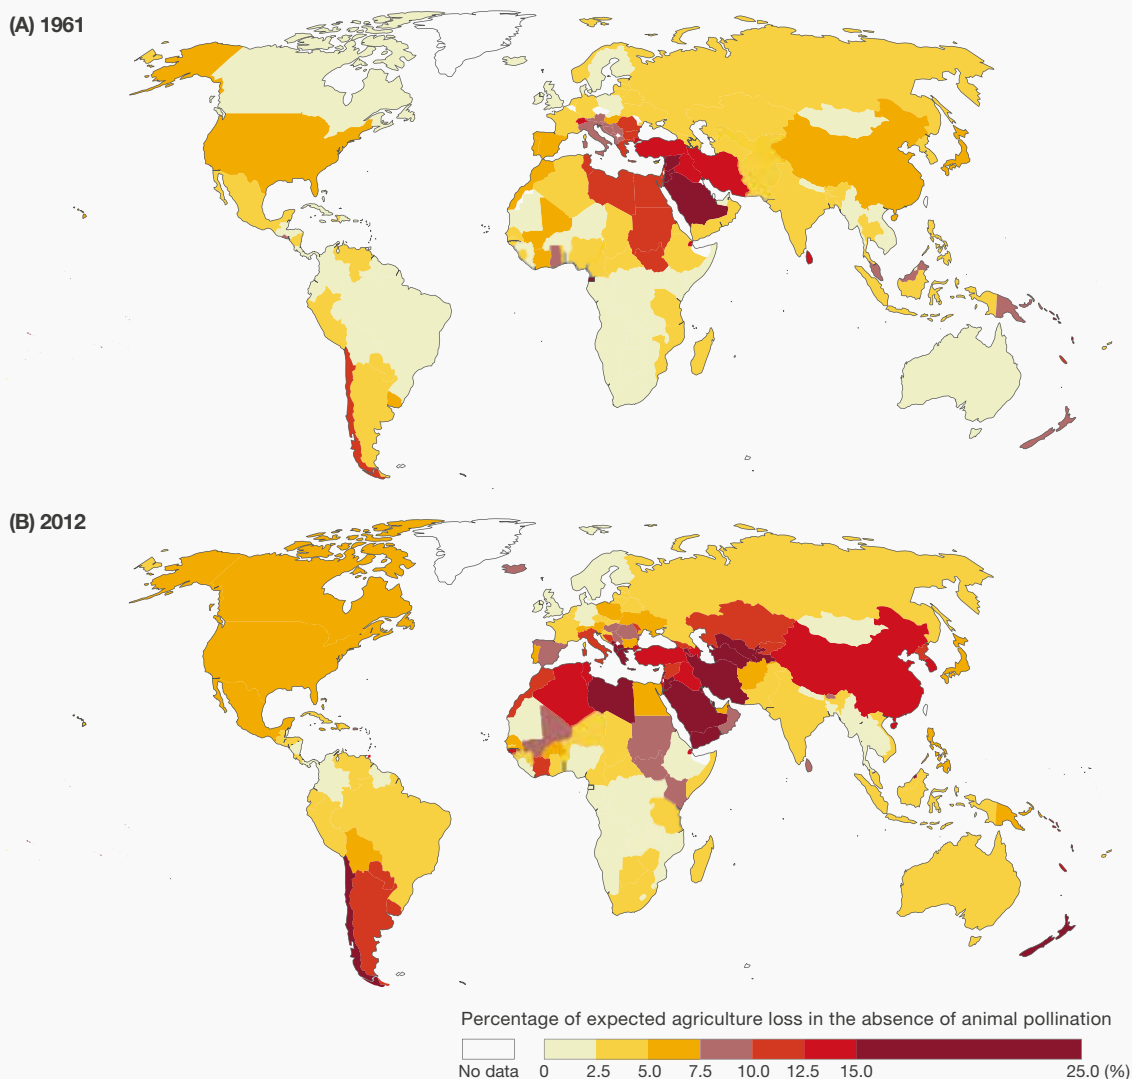 (A) 1961
(B) 2012
Percentage of expected agriculture loss in the absence of animal pollination
No data 0 2.5 5.0 7.5 10.0 12.5 15.0 25.0 (%)